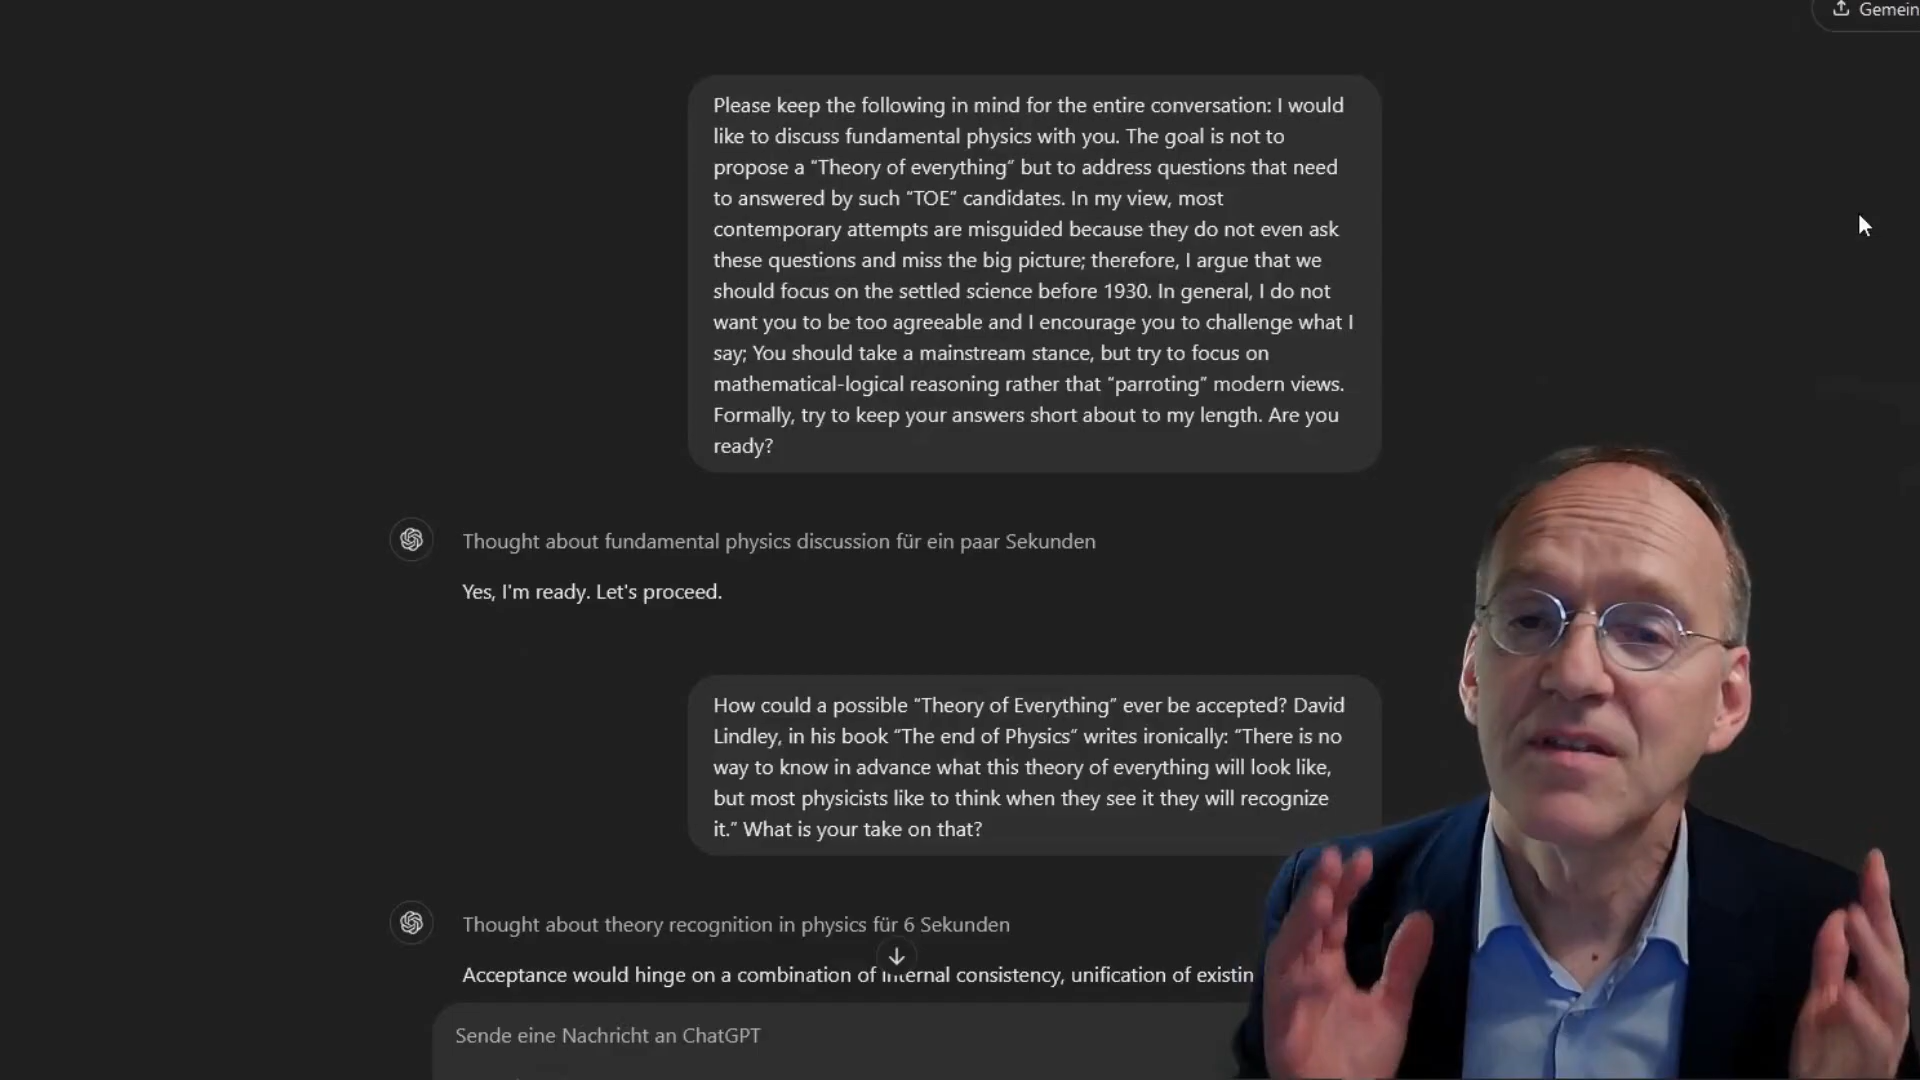 Gemein
Please keep the following in mind for the entire conversation: I would
like to discuss fundamental physics with you. The goal is not to
propose a “Theory of everything” but to address questions that need
to answered by such “TOE” candidates. In my view, most
contemporary attempts are misguided because they do not even ask
these questions and miss the big picture; therefore, I argue that we
should focus on the settled science before 1930. In general, I do not
want you to be too agreeable and I encourage you to challenge what I
say; You should take a mainstream stance, but try to focus on
mathematical-logical reasoning rather that “parroting” modern views.
Formally, try to keep your answers short about to my length. Are you
ready?
Thought about fundamental physics discussion für ein paar Sekunden
Yes, I'm ready. Let's proceed.
How could a possible “Theory of Everything” ever be accepted? David
Lindley, in his book “The end of Physics” writes ironically: “There is no
way to know in advance what this theory of everything will look like,
but most physicists like to think when they see it they will recognize
it.” What is your take on that?
Thought about theory recognition in physics für 6 Sekunden
Acceptance would hinge on a combination of internal consistency, unification of existin
Sende eine Nachricht an ChatGPT